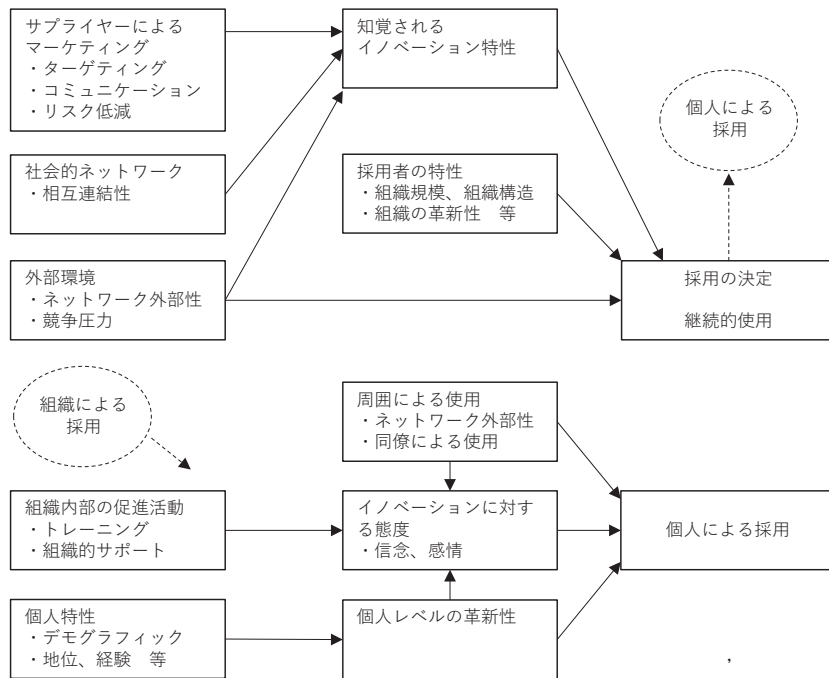 サプライヤーによる
マーケティング
・ターゲティング
・コミュニケーション
・リスク低減
知覚される
イノベーション特性
個人による
採用
社会的ネットワーク
・相互連結性
採用者の特性
・組織規模、組織構造
・組織の革新性　等
外部環境
・ネットワーク外部性
・競争圧力
採用の決定
継続的使用
組織による
採用
周囲による使用
・ネットワーク外部性
・同僚による使用
組織内部の促進活動
・トレーニング
・組織的サポート
イノベーションに対す
る態度
・信念、感情
個人による採用
個人特性
・デモグラフィック
・地位、経験　等
個人レベルの革新性
,